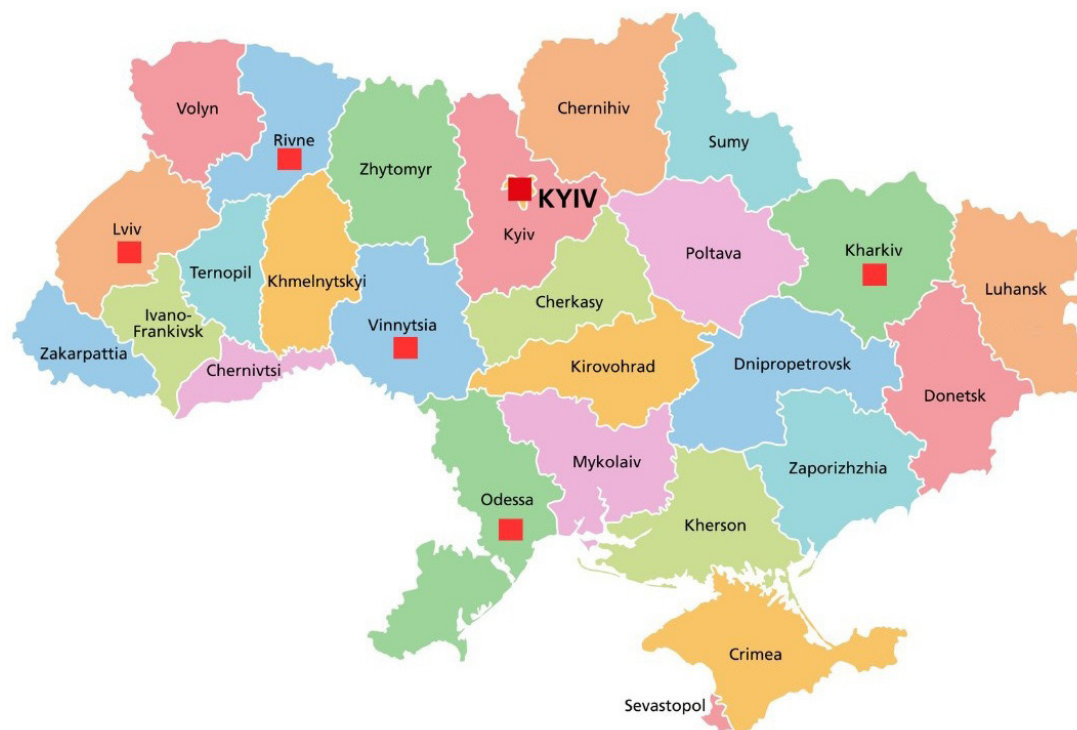 Volyn
Rivne
Zhytomyr
Chernihiv
Sumy
KYIV
Kyiv
Lviv
Ternopil
Khmelnytskyi
Poltava
Kharkiv
Luhansk
Ivano-
Frankivsk
Zakarpattia
Chernivtsi
Vinnytsia
Cherkasy
Kirovohrad
Dnipropetrovsk
Donetsk
Odessa
Mykolaiv
Zaporizhzhia
Kherson
Crimea
Sevastopol